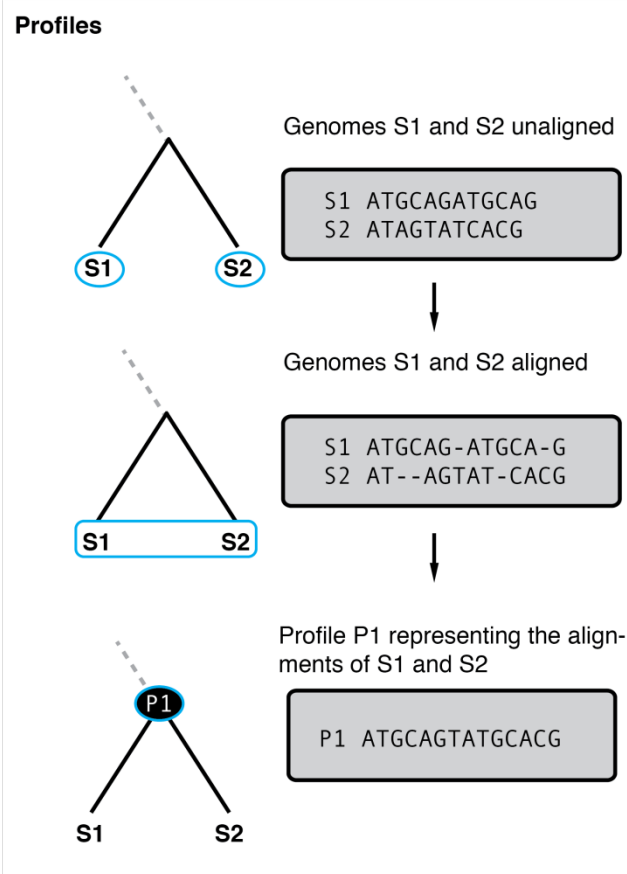 Profiles
Genomes S1 and S2 unaligned
S1 ATGCAGATGCAG
S2 ATAGTATCACG
S1 S2
Genomes S1 and S2 aligned
S1 ATGCAG-ATGCA-G
S2 AT--AGTAT-CACG
S1 S2
Profile P1 representing the align-
ments of S1 and S2
P1
P1 ATGCAGTATGCACG
S1 S2